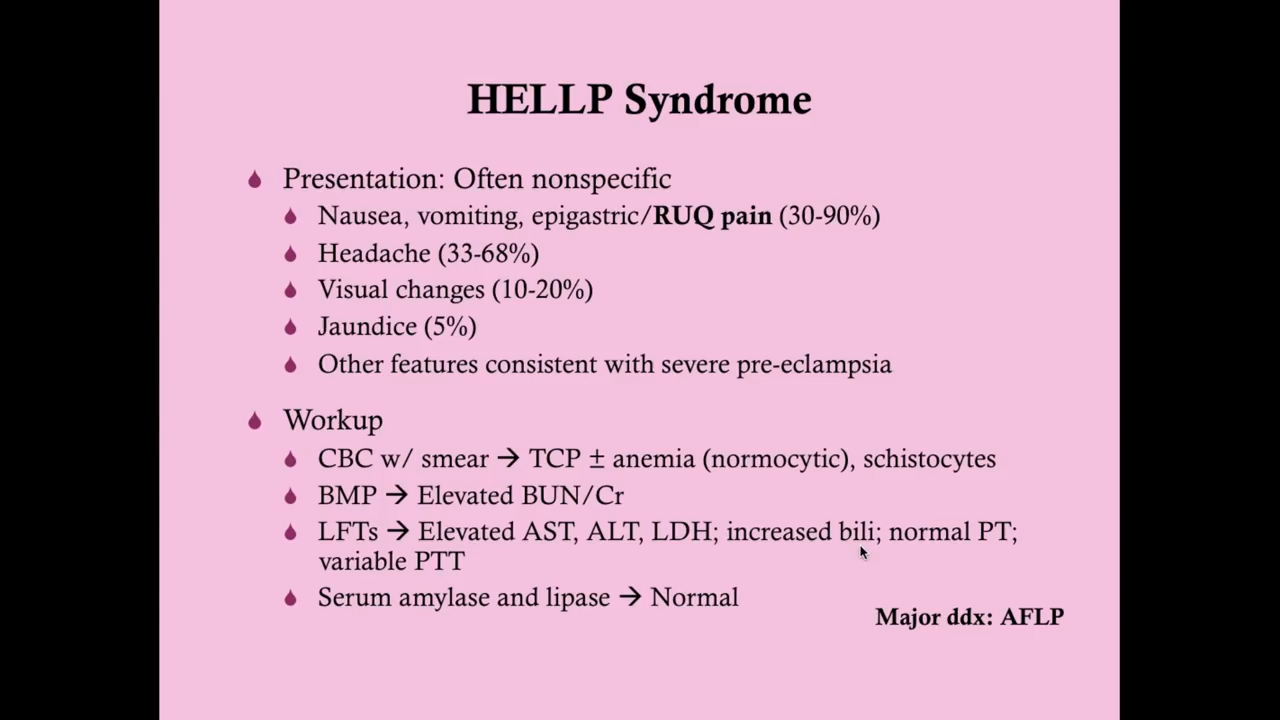 HELLP Syndrome
Presentation: Often nonspecific
Nausea, vomiting, epigastric/RUQ pain (30-90%)
Headache (33-68%)
Visual changes (10-20%)
Jaundice (5%)
Other features consistent with severe pre-eclampsia
Workup
CBC w/ smear → TCP ± anemia (normocytic), schistocytes
BMP → Elevated BUN/Cr
LFTs → Elevated AST, ALT, LDH; increased bili; normal PT;
variable PTT
Serum amylase and lipase → Normal
Major ddx: AFLP